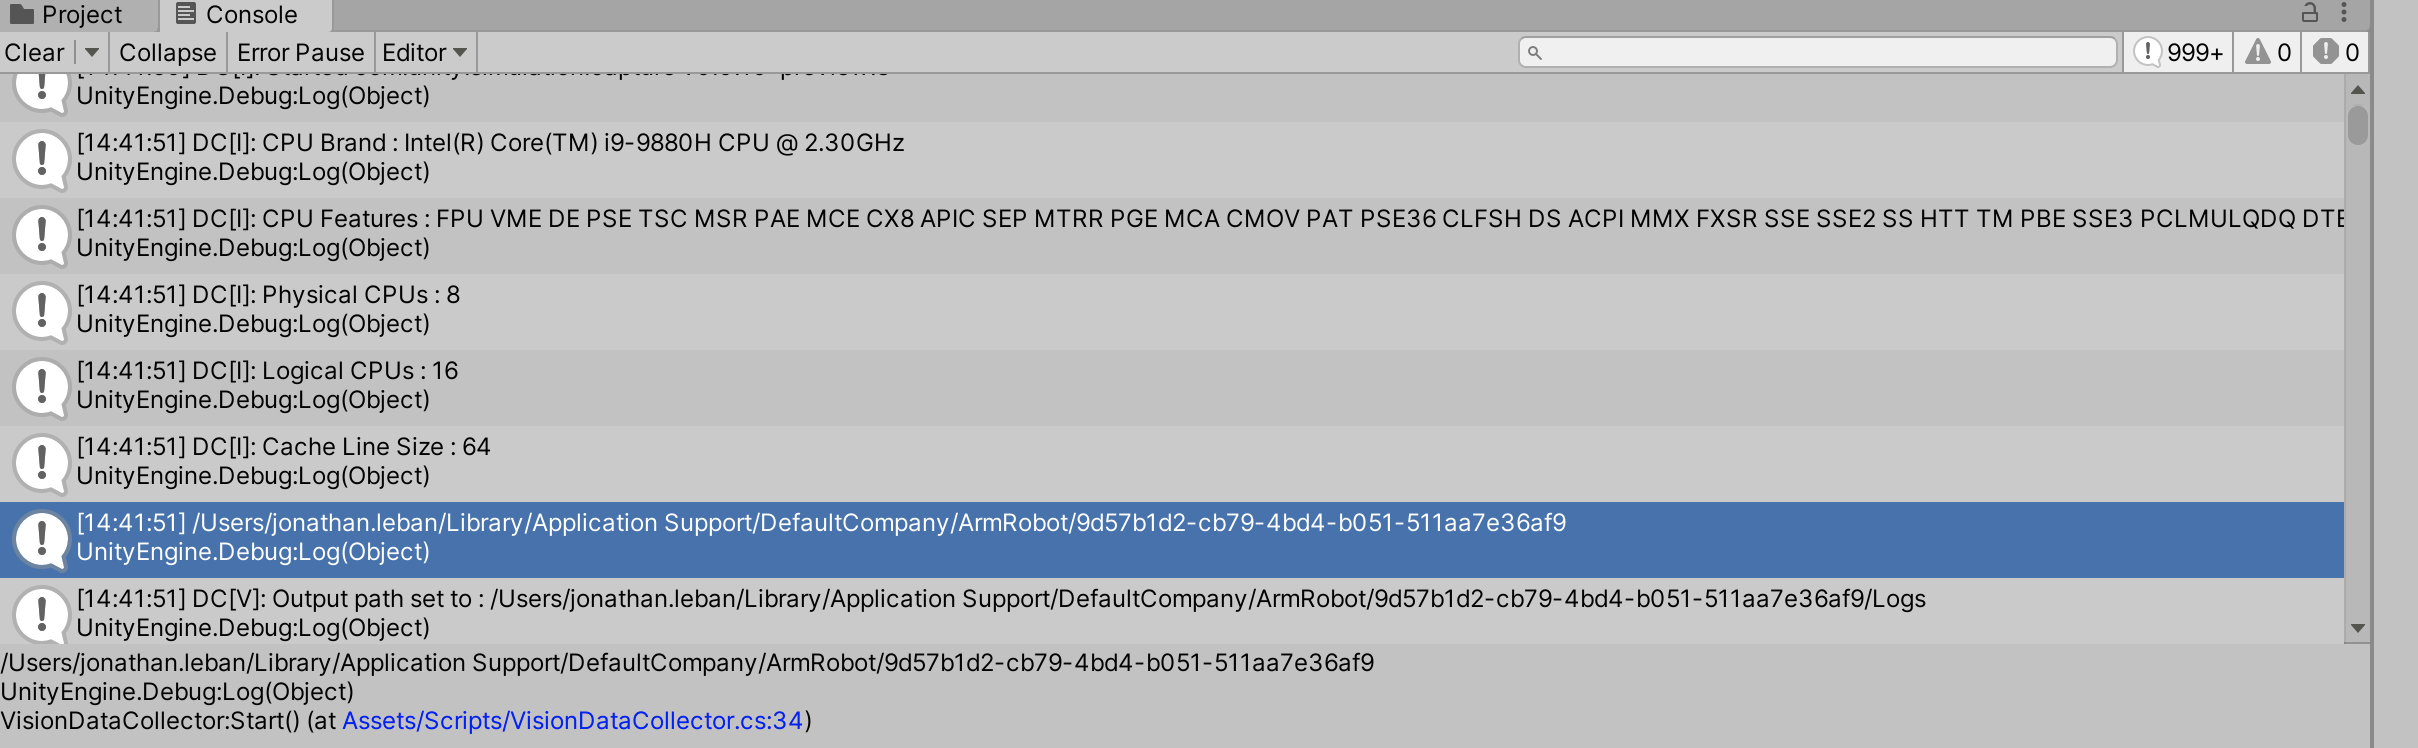 Project
Console
Clear
Collapse
Error Pause
Editor
999+
0
0
UnityEngine.Debug:Log(Object)
[14:41:51] DC[I]: CPU Brand : Intel(R) Core(TM) i9-9880H CPU @ 2.30GHz
UnityEngine.Debug:Log(Object)
[14:41:51] DC[I]: CPU Features : FPU VME DE PSE TSC MSR PAE MCE CX8 APIC SEP MTRR PGE MCA CMOV PAT PSE36 CLFSH DS ACPI MMX FXSR SSE SSE2 SS HTT TM PBE SSE3 PCLMULQDQ
UnityEngine.Debug:Log(Object)
[14:41:51] DC[I]: Physical CPUs : 8
UnityEngine.Debug:Log(Object)
[14:41:51] DC[I]: Logical CPUs : 16
UnityEngine.Debug:Log(Object)
[14:41:51] DC[I]: Cache Line Size : 64
UnityEngine.Debug:Log(Object)
[14:41:51] /Users/jonathan.leban/Library/Application Support/DefaultCompany/ArmRobot/9d57b1d2-cb79-4bd4-b051-511aa7e36af9
UnityEngine.Debug:Log(Object)
[14:41:51] DC[V]: Output path set to : /Users/jonathan.leban/Library/Application Support/DefaultCompany/ArmRobot/9d57b1d2-cb79-4bd4-b051-511aa7e36af9/Logs
UnityEngine.Debug:Log(Object)
/Users/jonathan.leban/Library/Application Support/DefaultCompany/ArmRobot/9d57b1d2-cb79-4bd4-b051-511aa7e36af9
UnityEngine.Debug:Log(Object)
VisionDataCollector:Start() (at Assets/Scripts/VisionDataCollector.cs:34)